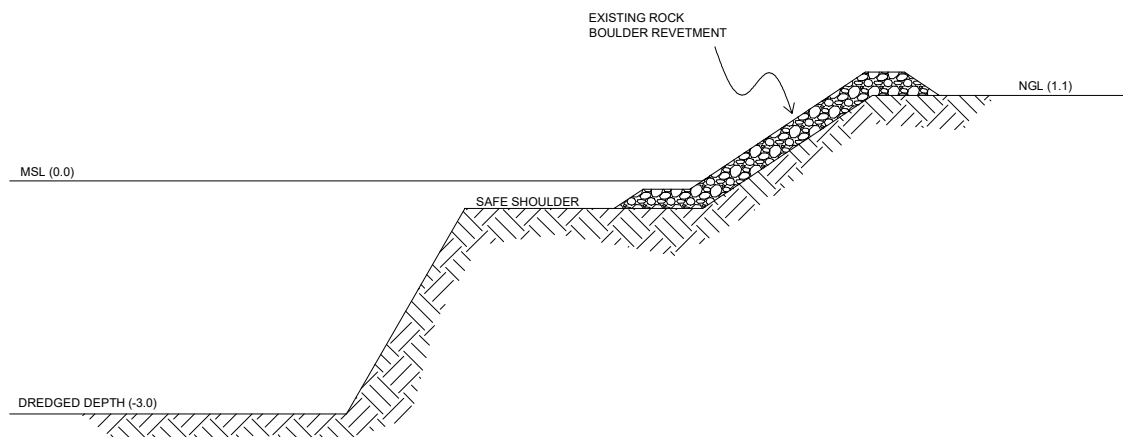 EXISTING ROCK
BOULDER REVETMENT
NGL (1.1)
MSL (0.0)
SAFE SHOULDER
DREDGED DEPTH (-3.0)